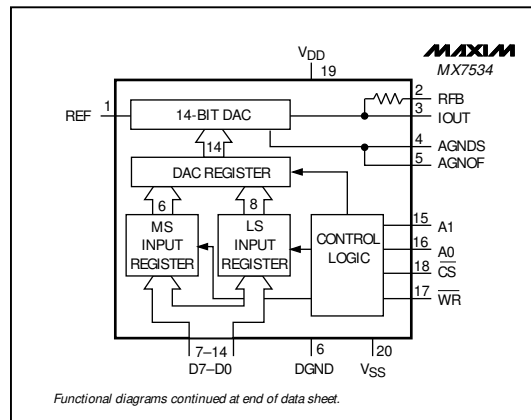 VDD
19
MAXIM
MX7534
REF 1
14-BIT DAC
2 RFB
3 IOUT
4 AGNDS
5 AGNOF
14
DAC REGISTER
6
8
MS INPUT REGISTER
LS INPUT REGISTER
CONTROL LOGIC
15 A1
16 A0
18 CS
17 WR
7–14
D7–D0
6
DGND
20
VSS
Functional diagrams continued at end of data sheet.